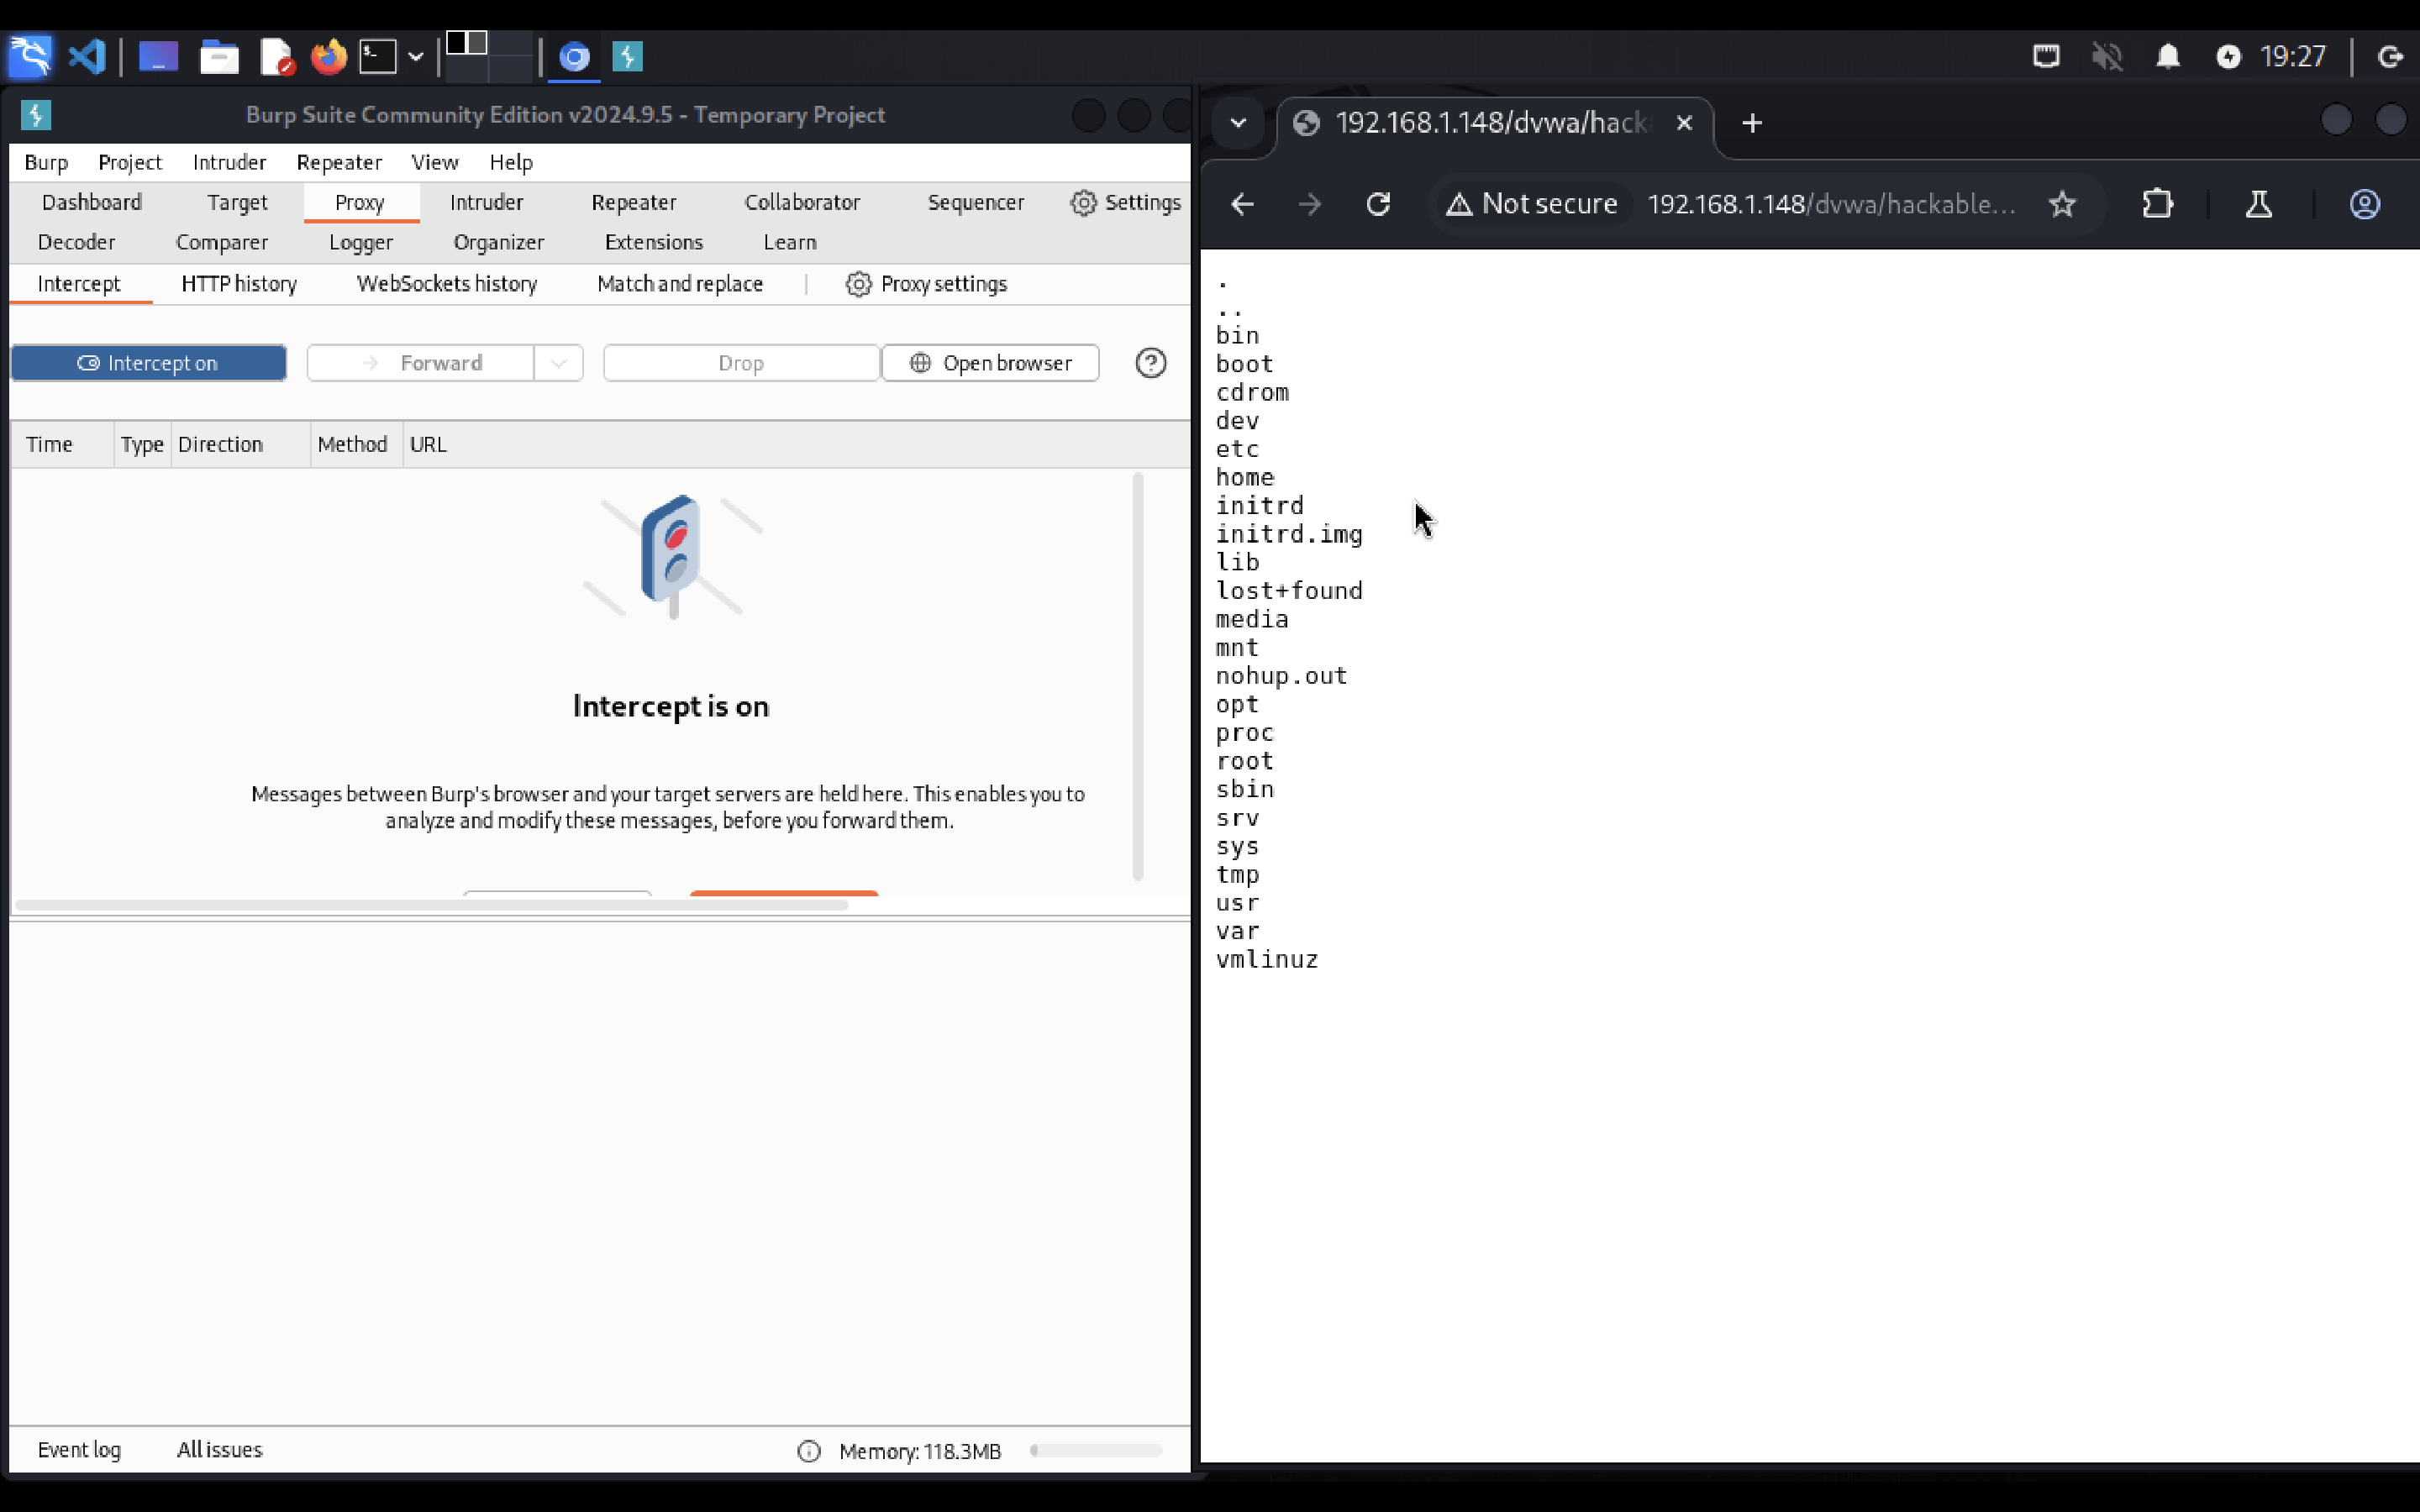 19:27
Burp Suite Community Edition v2024.9.5 - Temporary Project
Burp Project Intruder Repeater View Help
Dashboard Target Proxy Intruder Repeater Collaborator Sequencer Settings
Decoder Comparer Logger Organizer Extensions Learn
Intercept HTTP history WebSockets history Match and replace Proxy settings
Intercept on Forward Drop Open browser
Time Type Direction Method URL
Intercept is on
Messages between Burp's browser and your target servers are held here. This enables you to
analyze and modify these messages, before you forward them.
Event log All issues Memory: 118.3MB
192.168.1.148/dvwa/hack
Not secure 192.168.1.148/dvwa/hackable...
.
..
bin
boot
cdrom
dev
etc
home
initrd
initrd.img
lib
lost+found
media
mnt
nohup.out
opt
proc
root
sbin
srv
sys
tmp
usr
var
vmlinuz